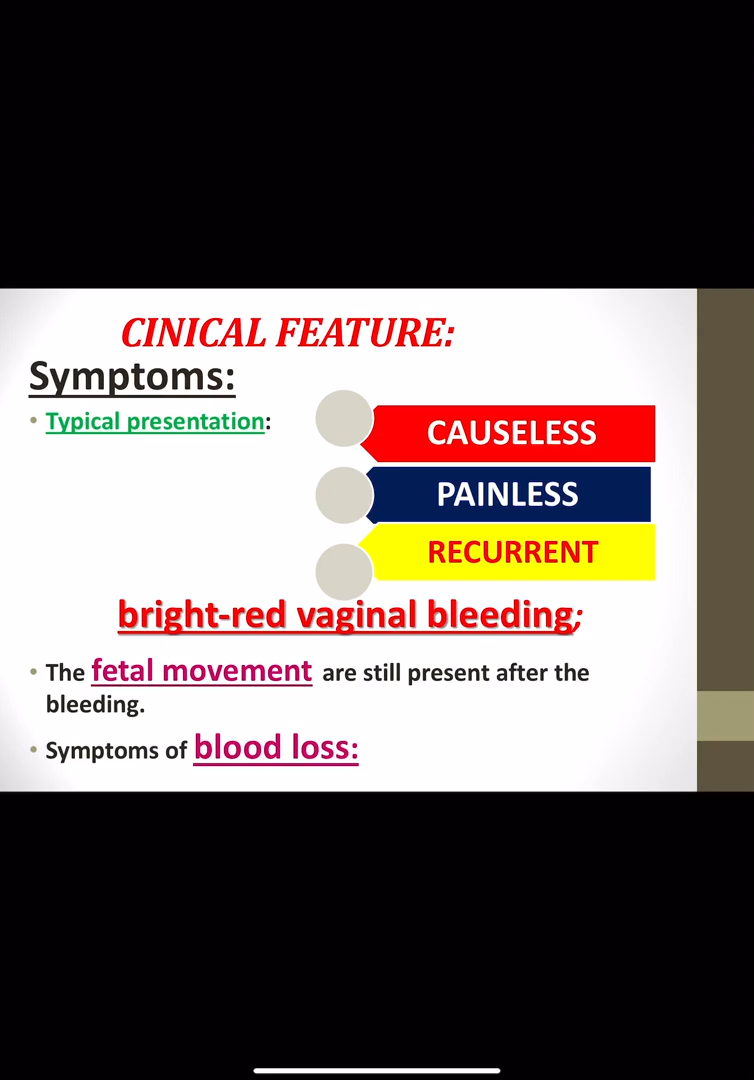 CINICAL FEATURE:
Symptoms:
• Typical presentation:
CAUSELESS
PAINLESS
RECURRENT
bright-red vaginal bleeding;
• The fetal movement are still present after the
bleeding.
• Symptoms of blood loss: